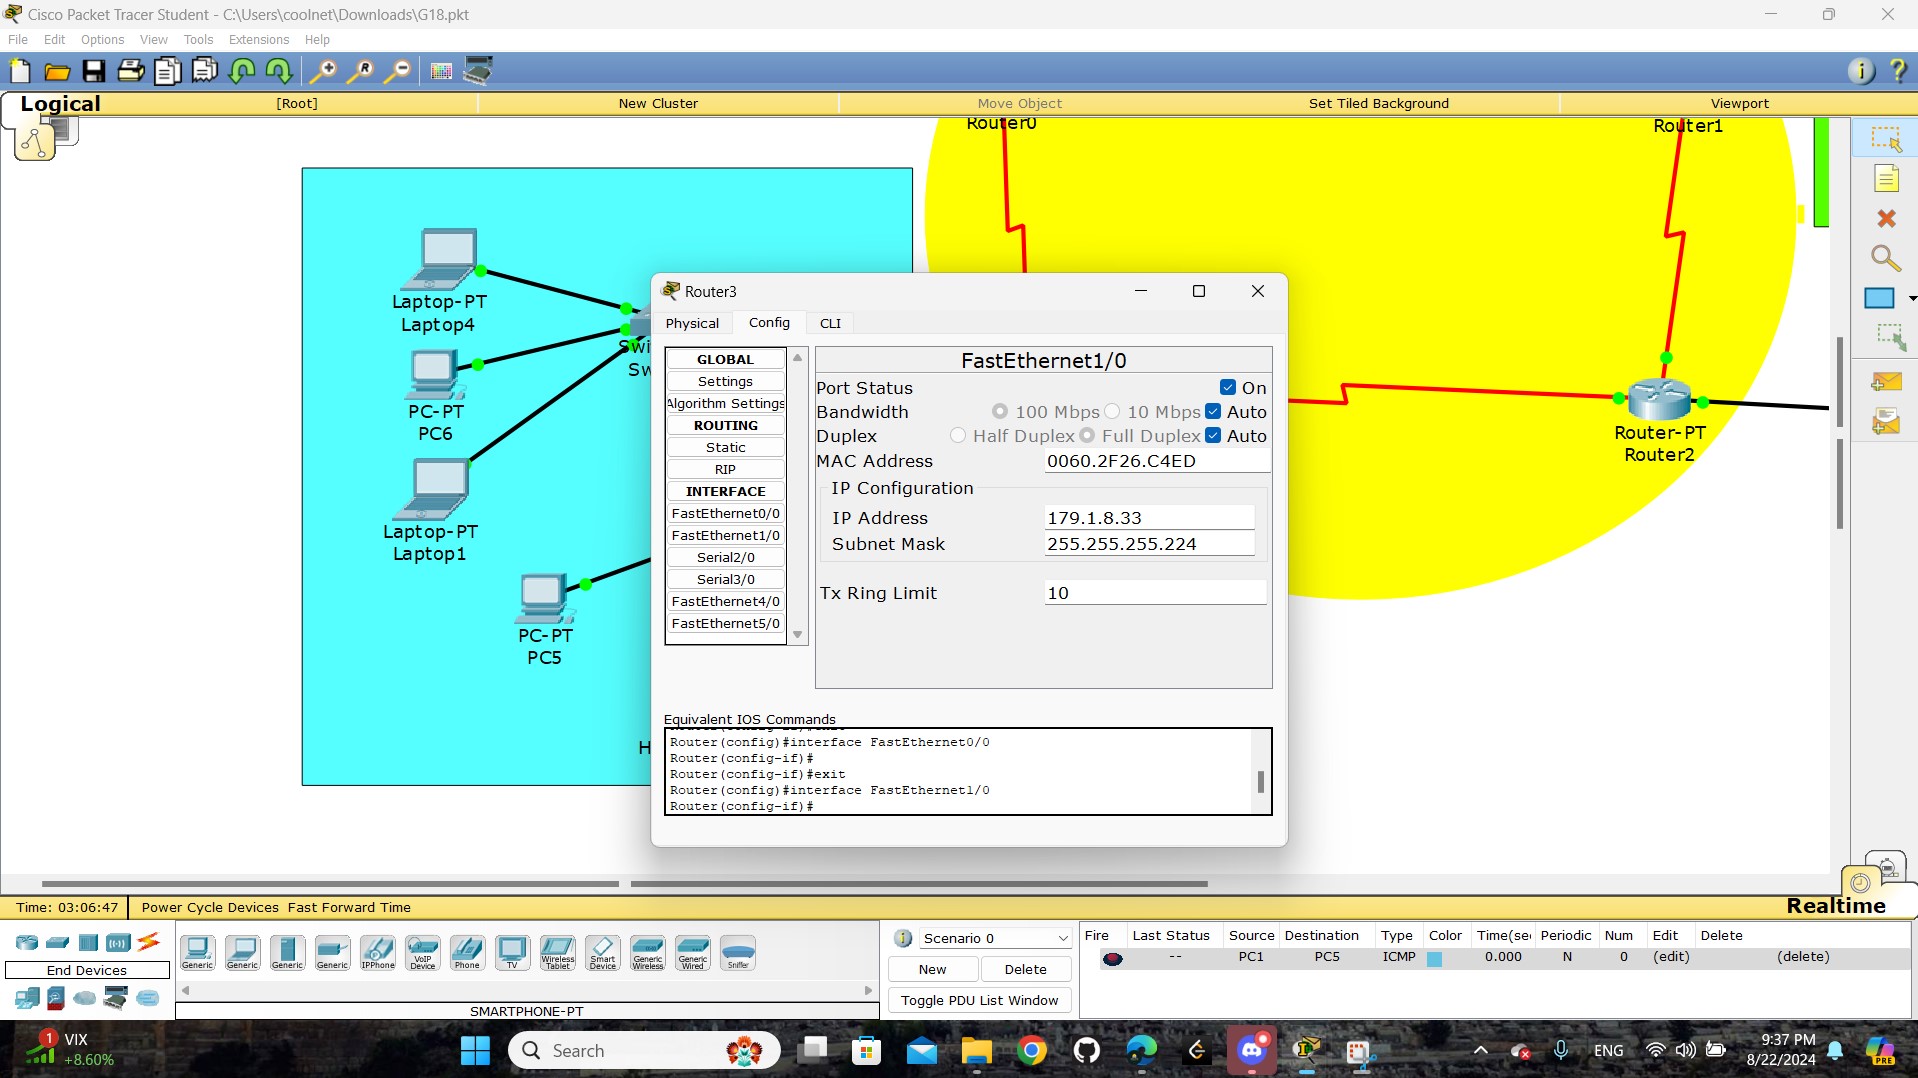 Cisco Packet Tracer Student - C:\Users\coolnet\Downloads\G18.pkt
File Edit Options View Tools Extensions Help
Logical [Root] New Cluster Move Object Set Tiled Background Viewport
Router0
Router1
Laptop-PT
Laptop4
PC-PT
PC6
Laptop-PT
Laptop1
PC-PT
PC5
Swi
Sw
H
Router-PT
Router2
Router3
Physical Config CLI
GLOBAL
Settings
Algorithm Settings
ROUTING
Static
RIP
INTERFACE
FastEthernet0/0
FastEthernet1/0
Serial2/0
Serial3/0
FastEthernet4/0
FastEthernet5/0
FastEthernet1/0
Port Status On
Bandwidth 100 Mbps 10 Mbps Auto
Duplex Half Duplex Full Duplex Auto
MAC Address 0060.2F26.C4ED
IP Configuration
IP Address 179.1.8.33
Subnet Mask 255.255.255.224
Tx Ring Limit 10
Equivalent IOS Commands
Router(config)#interface FastEthernet0/0
Router(config-if)#
Router(config-if)#exit
Router(config)#interface FastEthernet1/0
Router(config-if)#
Time: 03:06:47 Power Cycle Devices Fast Forward Time
Realtime
End Devices
Generic Generic Generic Generic IPPhone VoIP Device Phone TV Wireless Tablet Smart Device Generic Wireless Generic Wired Sniffer
SMARTPHONE-PT
Scenario 0
New Delete
Toggle PDU List Window
Fire Last Status Source Destination Type Color Time(sec Periodic Num Edit Delete
-- PC1 PC5 ICMP 0.000 N 0 (edit) (delete)
1 VIX
+8.60%
Search
ENG
9:37 PM
8/22/2024
PRE